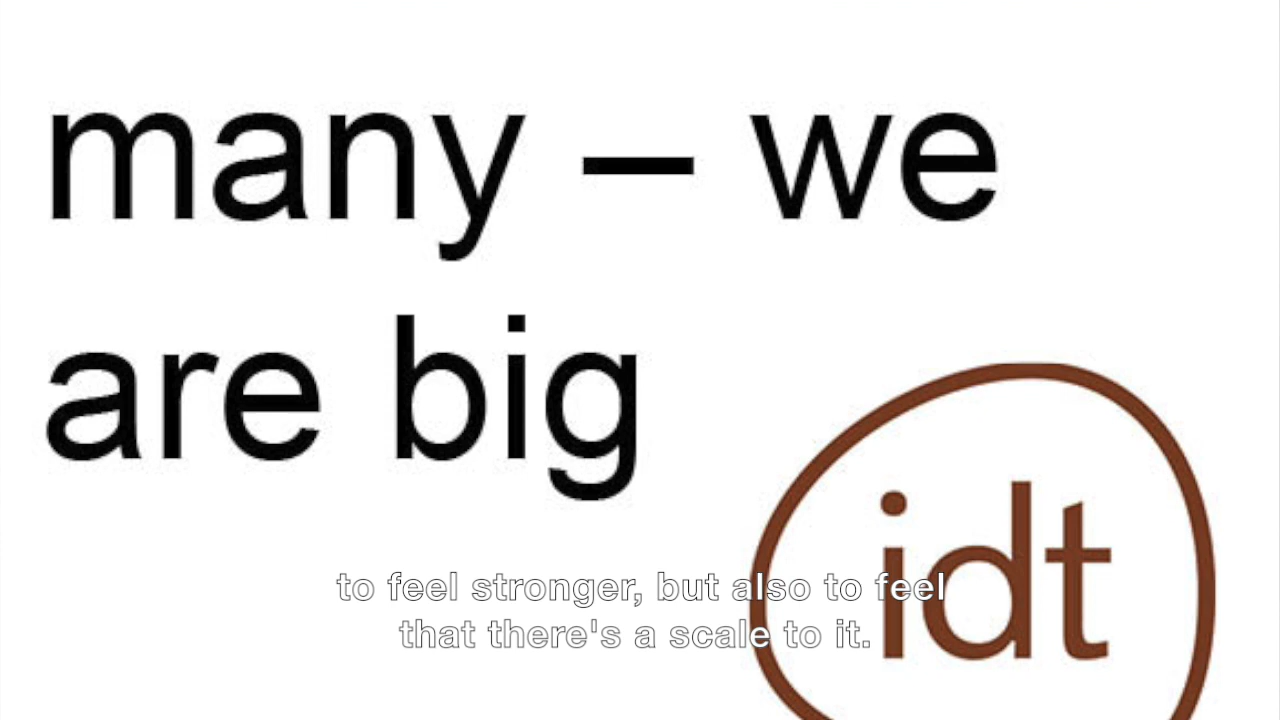 many – we
are big
idt
to feel stronger, but also to feel
that there's a scale to it.